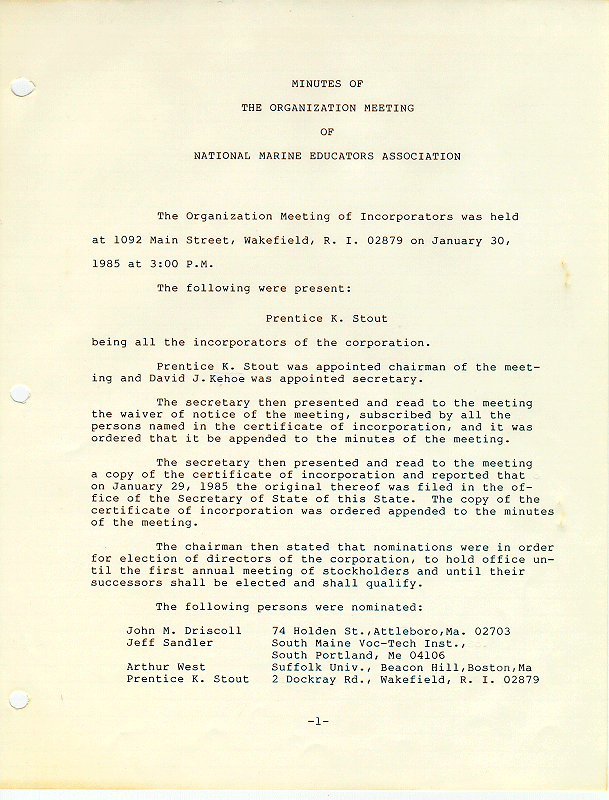 MINUTES OF
THE ORGANIZATION MEETING
OF
NATIONAL MARINE EDUCATORS ASSOCIATION
The Organization Meeting of Incorporators was held
at 1092 Main Street, Wakefield, R. I. 02879 on January 30,
1985 at 3:00 P.M.
The following were present:
Prentice K. Stout
being all the incorporators of the corporation.
Prentice K. Stout was appointed chairman of the meet-
ing and David J. Kehoe was appointed secretary.
The secretary then presented and read to the meeting
the waiver of notice of the meeting, subscribed by all the
persons named in the certificate of incorporation, and it was
ordered that it be appended to the minutes of the meeting.
The secretary then presented and read to the meeting
a copy of the certificate of incorporation and reported that
on January 29, 1985 the original thereof was filed in the of-
fice of the Secretary of State of this State. The copy of the
certificate of incorporation was ordered appended to the minutes
of the meeting.
The chairman then stated that nominations were in order
for election of directors of the corporation, to hold office un-
til the first annual meeting of stockholders and until their
successors shall be elected and shall qualify.
The following persons were nominated:
John M. Driscoll 74 Holden St.,Attleboro,Ma. 02703
Jeff Sandler South Maine Voc-Tech Inst.,
South Portland, Me 04106
Arthur West Suffolk Univ., Beacon Hill,Boston,Ma
Prentice K. Stout 2 Dockray Rd., Wakefield, R. I. 02879
-1-